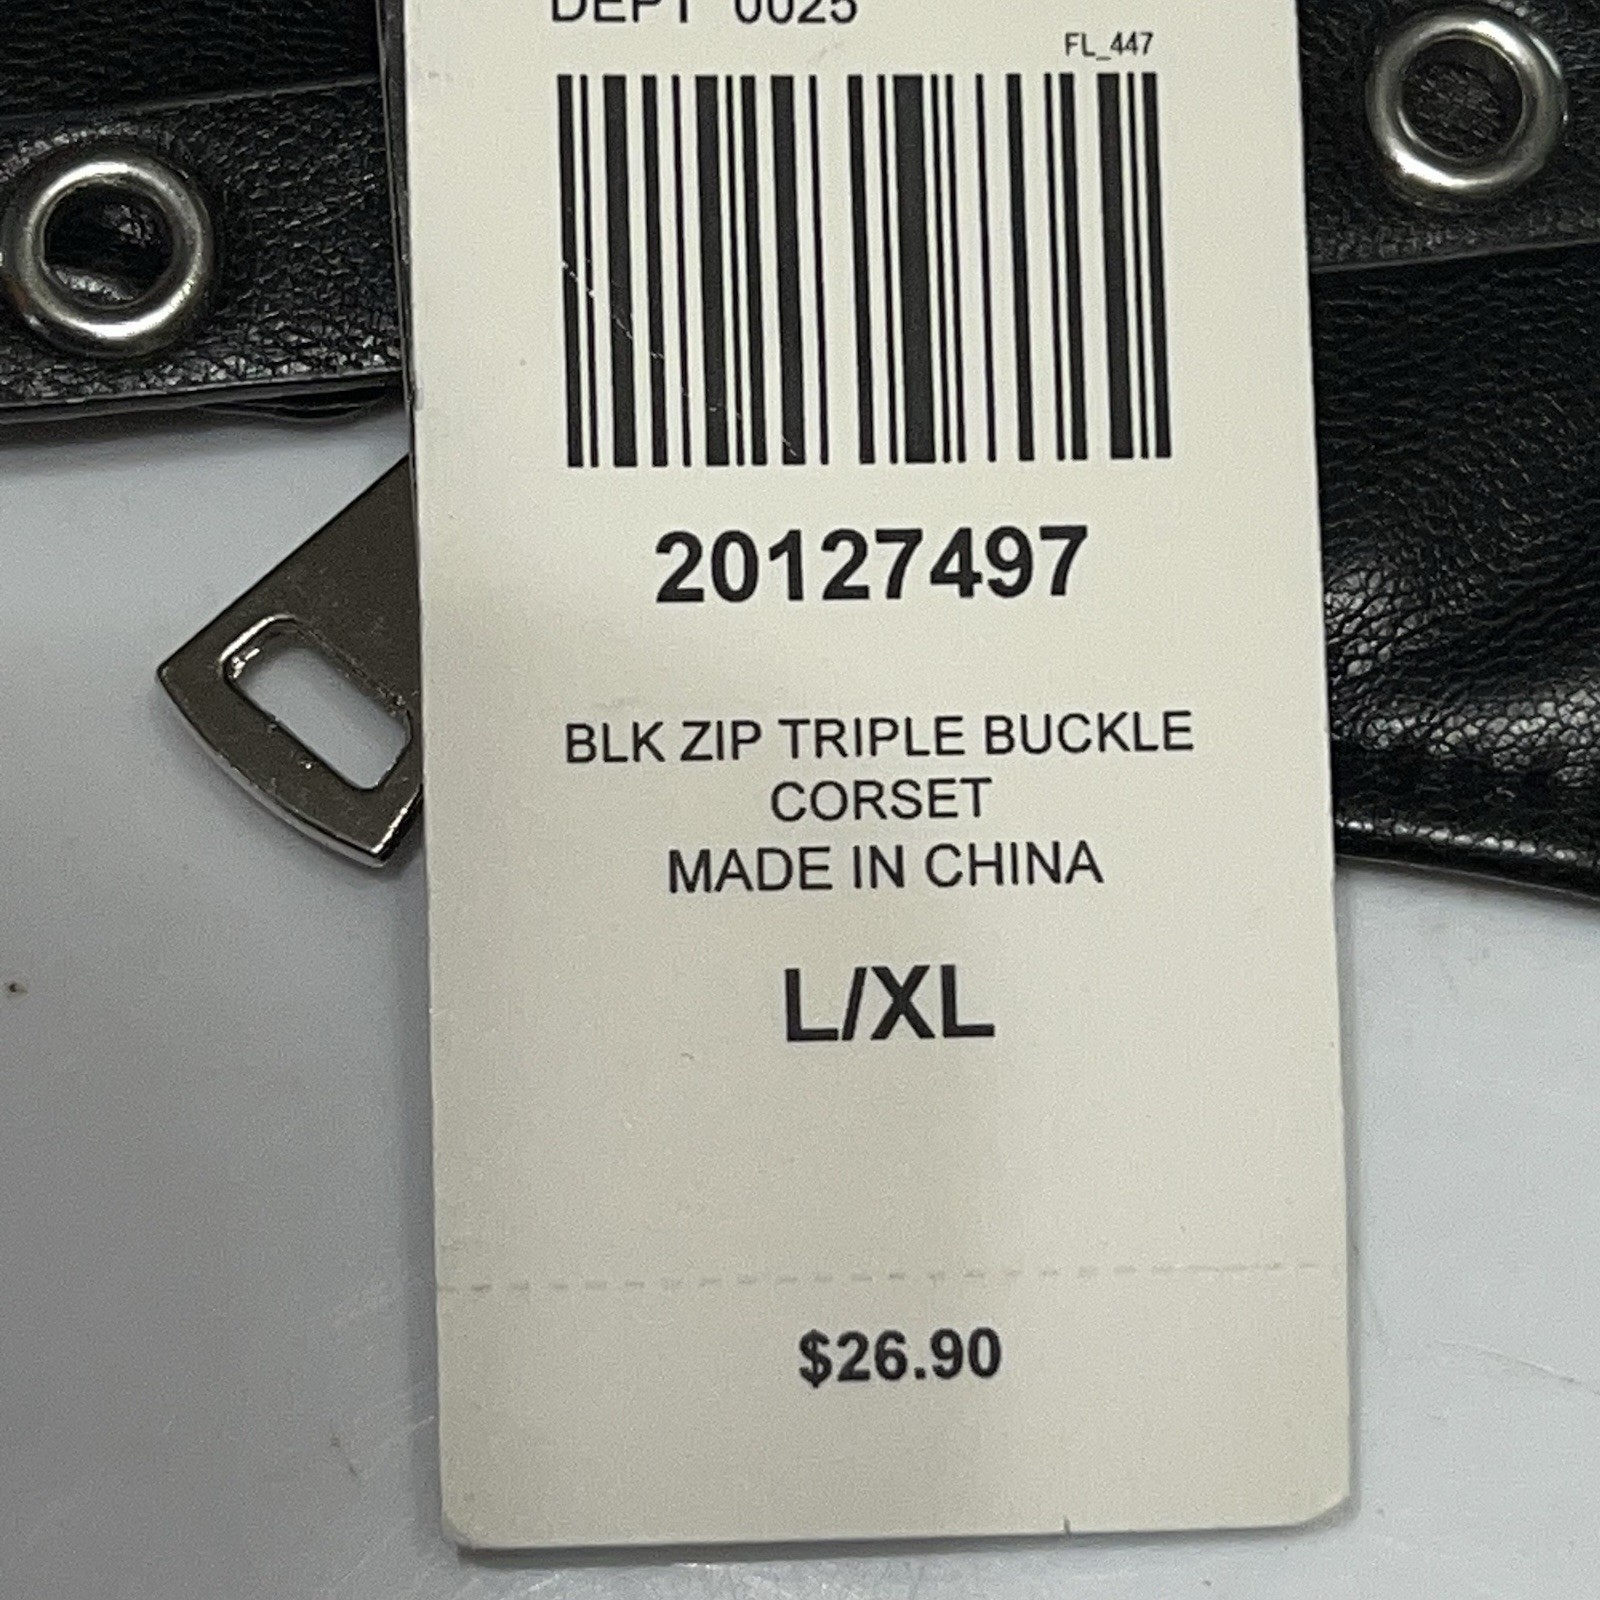 DEPT 0025
FL_447
20127497
BLK ZIP TRIPLE BUCKLE
CORSET
MADE IN CHINA
L/XL
$26.90